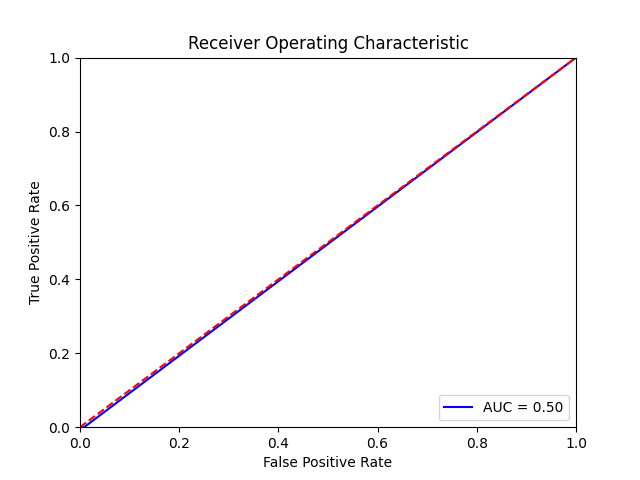 Receiver Operating Characteristic
True Positive Rate
1.0
0.8
0.6
0.4
0.2
0.0
0.0 0.2 0.4 0.6 0.8 1.0
False Positive Rate
AUC = 0.50